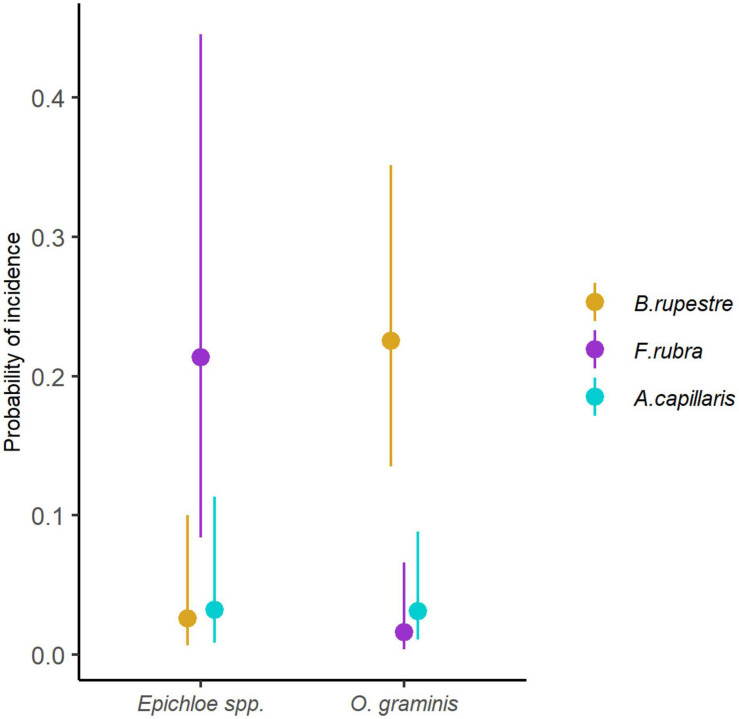 Probability of incidence
0.4
0.3
0.2
0.1
0.0
Epichloe spp.
O. graminis
B.rupestre
F.rubra
A.capillaris